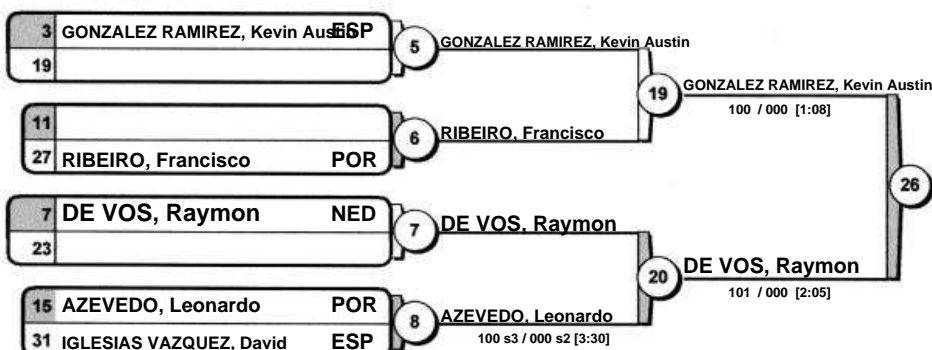 3 GONZALEZ RAMIREZ, Kevin Austin ESP
19
5
GONZALEZ RAMIREZ, Kevin Austin
11
27 RIBEIRO, Francisco POR
6
RIBEIRO, Francisco
19
GONZALEZ RAMIREZ, Kevin Austin
100 / 000 [1:08]
7 DE VOS, Raymon NED
23
7
DE VOS, Raymon
15 AZEVEDO, Leonardo POR
31 IGLESIAS VAZQUEZ, David ESP
8
AZEVEDO, Leonardo
100 s3 / 000 s2 [3:30]
20
DE VOS, Raymon
101 / 000 [2:05]
26